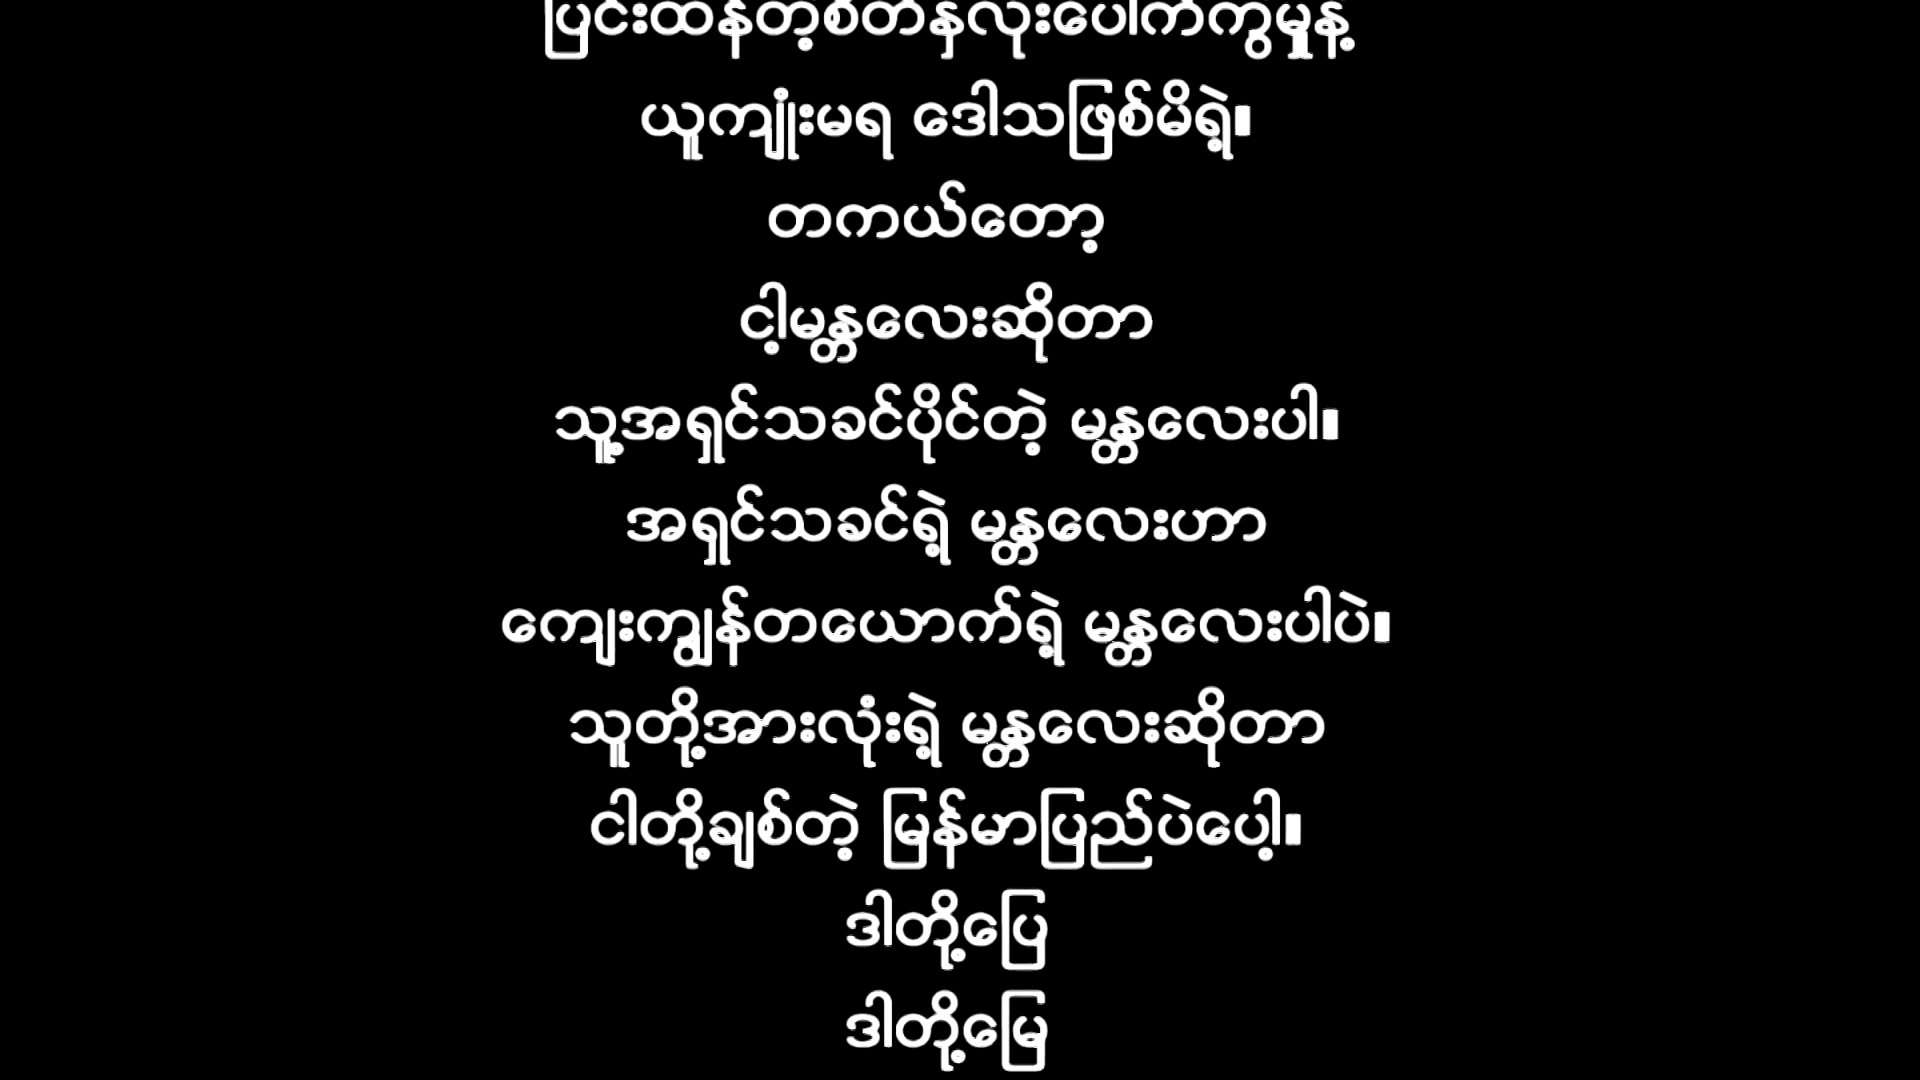 ပြင်းထန်တဲ့စိတ်နှလုံးပေါက်ကွဲမှုနဲ့
ယူကျုံးမရ ဒေါသဖြစ်မိရဲ့။
တကယ်တော့
ငါ့မန္တလေးဆိုတာ
သူ့အရှင်သခင်ပိုင်တဲ့ မန္တလေးပါ။
အရှင်သခင်ရဲ့ မန္တလေးဟာ
ကျေးကျွန်တယောက်ရဲ့ မန္တလေးပါပဲ။
သူတို့အားလုံးရဲ့ မန္တလေးဆိုတာ
ငါတို့ချစ်တဲ့ မြန်မာပြည်ပဲပေါ့။
ဒါတို့ပြေ
ဒါတို့မြေ